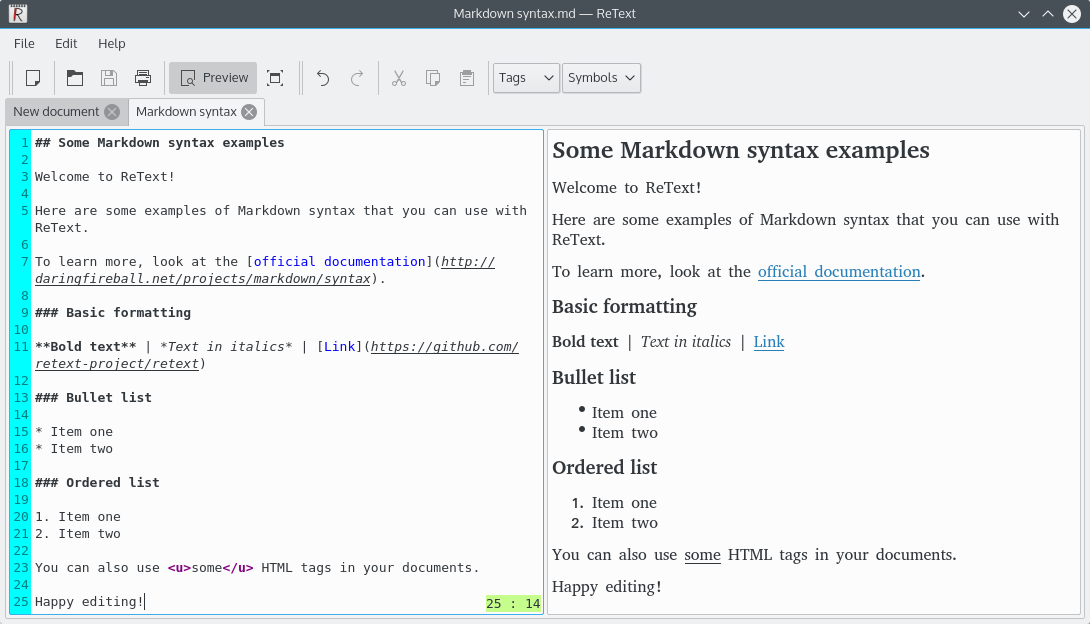 Markdown syntax.md — ReText
File Edit Help
Preview Tags Symbols
New document Markdown syntax
1 ## Some Markdown syntax examples
2
3 Welcome to ReText!
4
5 Here are some examples of Markdown syntax that you can use with
ReText.
6
7 To learn more, look at the [official documentation](http://
daringfireball.net/projects/markdown/syntax).
8
9 ### Basic formatting
10
11 **Bold text** | *Text in italics* | [Link](https://github.com/
retext-project/retext)
12
13 ### Bullet list
14
15 * Item one
16 * Item two
17
18 ### Ordered list
19
20 1. Item one
21 2. Item two
22
23 You can also use <u>some</u> HTML tags in your documents.
24
25 Happy editing!
25 : 14
Some Markdown syntax examples
Welcome to ReText!
Here are some examples of Markdown syntax that you can use with
ReText.
To learn more, look at the official documentation.
Basic formatting
Bold text | Text in italics | Link
Bullet list
• Item one
• Item two
Ordered list
1. Item one
2. Item two
You can also use some HTML tags in your documents.
Happy editing!